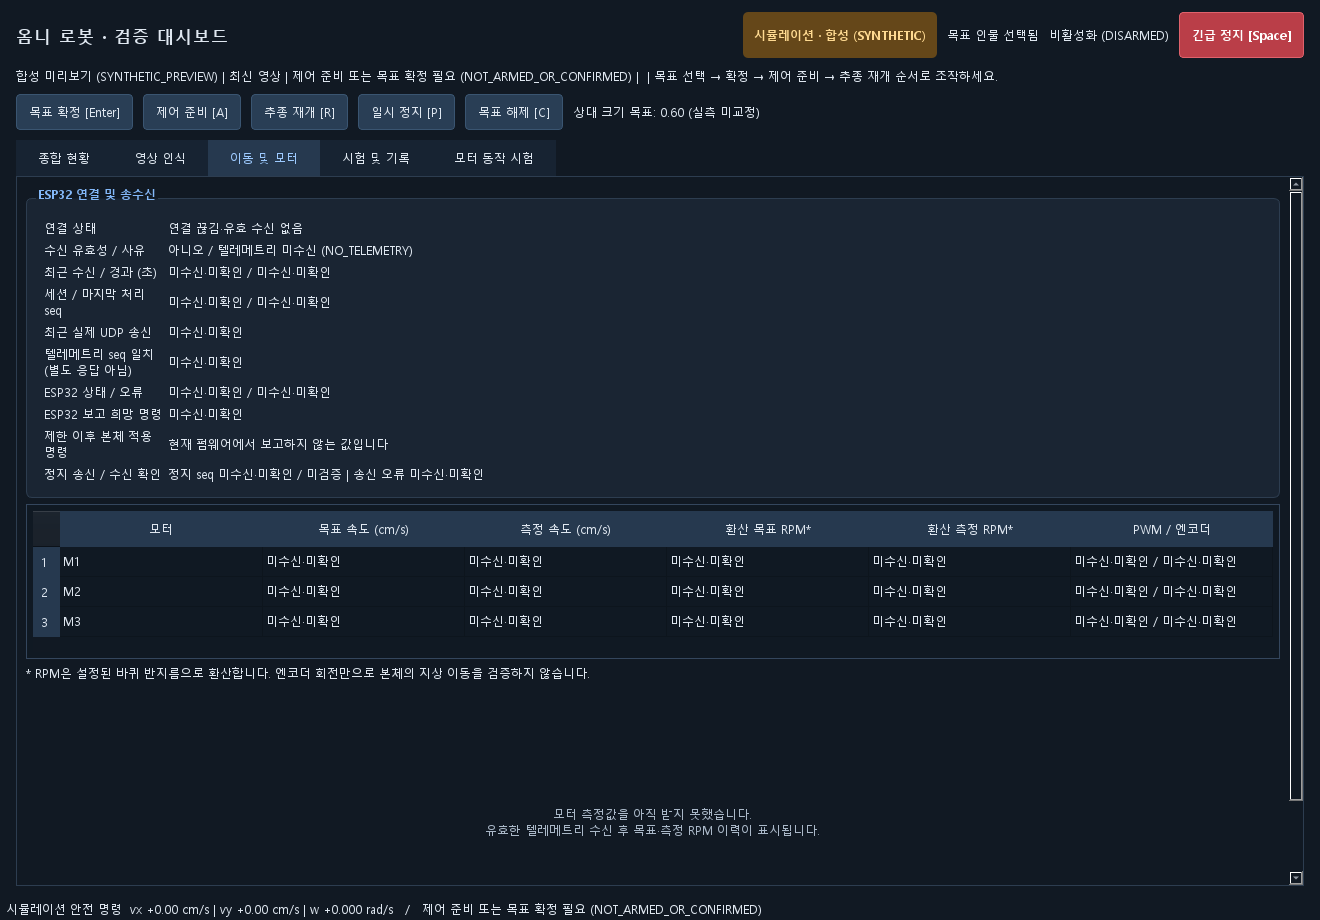 옴니 로봇 · 검증 대시보드
시뮬레이션 · 합성 (SYNTHETIC) 목표 인물 선택됨 비활성화 (DISARMED) 긴급 정지 [Space]
합성 미리보기 (SYNTHETIC_PREVIEW) | 최신 영상 | 제어 준비 또는 목표 확정 필요 (NOT_ARMED_OR_CONFIRMED) | | 목표 선택 → 확정 → 제어 준비 → 추종 재개 순서로 조작하세요.
목표 확정 [Enter] 제어 준비 [A] 추종 재개 [R] 일시 정지 [P] 목표 해제 [C] 상대 크기 목표: 0.60 (실측 미교정)
종합 현황 영상 인식 이동 및 모터 시험 및 기록 모터 동작 시험
ESP32 연결 및 송수신
연결 상태 연결 끊김·유효 수신 없음
수신 유효성 / 사유 아니오 / 텔레메트리 미수신 (NO_TELEMETRY)
최근 수신 / 경과 (초) 미수신·미확인 / 미수신·미확인
세션 / 마지막 처리
seq
미수신·미확인 / 미수신·미확인
최근 실제 UDP 송신 미수신·미확인
텔레메트리 seq 일치
(별도 응답 아님)
미수신·미확인
ESP32 상태 / 오류 미수신·미확인 / 미수신·미확인
ESP32 보고 희망 명령 미수신·미확인
제한 이후 본체 적용
명령
현재 펌웨어에서 보고하지 않는 값입니다
정지 송신 / 수신 확인 정지 seq 미수신·미확인 / 미검증 | 송신 오류 미수신·미확인
모터 목표 속도 (cm/s) 측정 속도 (cm/s) 환산 목표 RPM* 환산 측정 RPM* PWM / 엔코더
1 M1 미수신·미확인 미수신·미확인 미수신·미확인 미수신·미확인 미수신·미확인 / 미수신·미확인
2 M2 미수신·미확인 미수신·미확인 미수신·미확인 미수신·미확인 미수신·미확인 / 미수신·미확인
3 M3 미수신·미확인 미수신·미확인 미수신·미확인 미수신·미확인 미수신·미확인 / 미수신·미확인
* RPM은 설정된 바퀴 반지름으로 환산합니다. 엔코더 회전만으로 본체의 지상 이동을 검증하지 않습니다.
모터 측정값을 아직 받지 못했습니다.
유효한 텔레메트리 수신 후 목표·측정 RPM 이력이 표시됩니다.
시뮬레이션 안전 명령 vx +0.00 cm/s | vy +0.00 cm/s | w +0.000 rad/s / 제어 준비 또는 목표 확정 필요 (NOT_ARMED_OR_CONFIRMED)